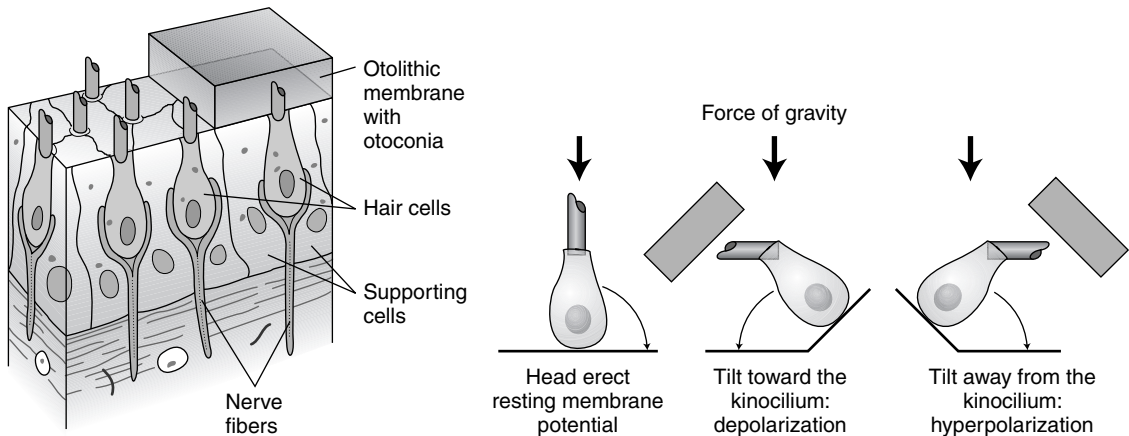 Otolithic
membrane
with
otoconia
Hair cells
Supporting
cells
Nerve
fibers
Force of gravity
Head erect
resting membrane
potential
Tilt toward the
kinocilium:
depolarization
Tilt away from the
kinocilium:
hyperpolarization